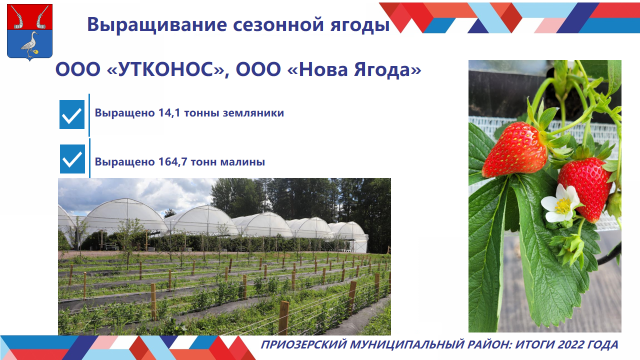 Выращивание сезонной ягоды
ООО «УТКОНОС», ООО «Нова Ягода»
Выращено 14,1 тонны земляники
Выращено 164,7 тонн малины
ПРИОЗЕРСКИЙ МУНИЦИПАЛЬНЫЙ РАЙОН: ИТОГИ 2022 ГОДА